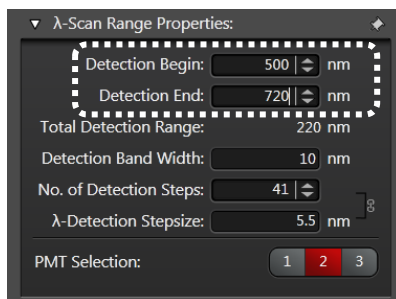 λ-Scan Range Properties:
Detection Begin: 500 nm
Detection End: 720 nm
Total Detection Range: 220 nm
Detection Band Width: 10 nm
No. of Detection Steps: 41
λ-Detection Stepsize: 5.5 nm
PMT Selection: 1 2 3